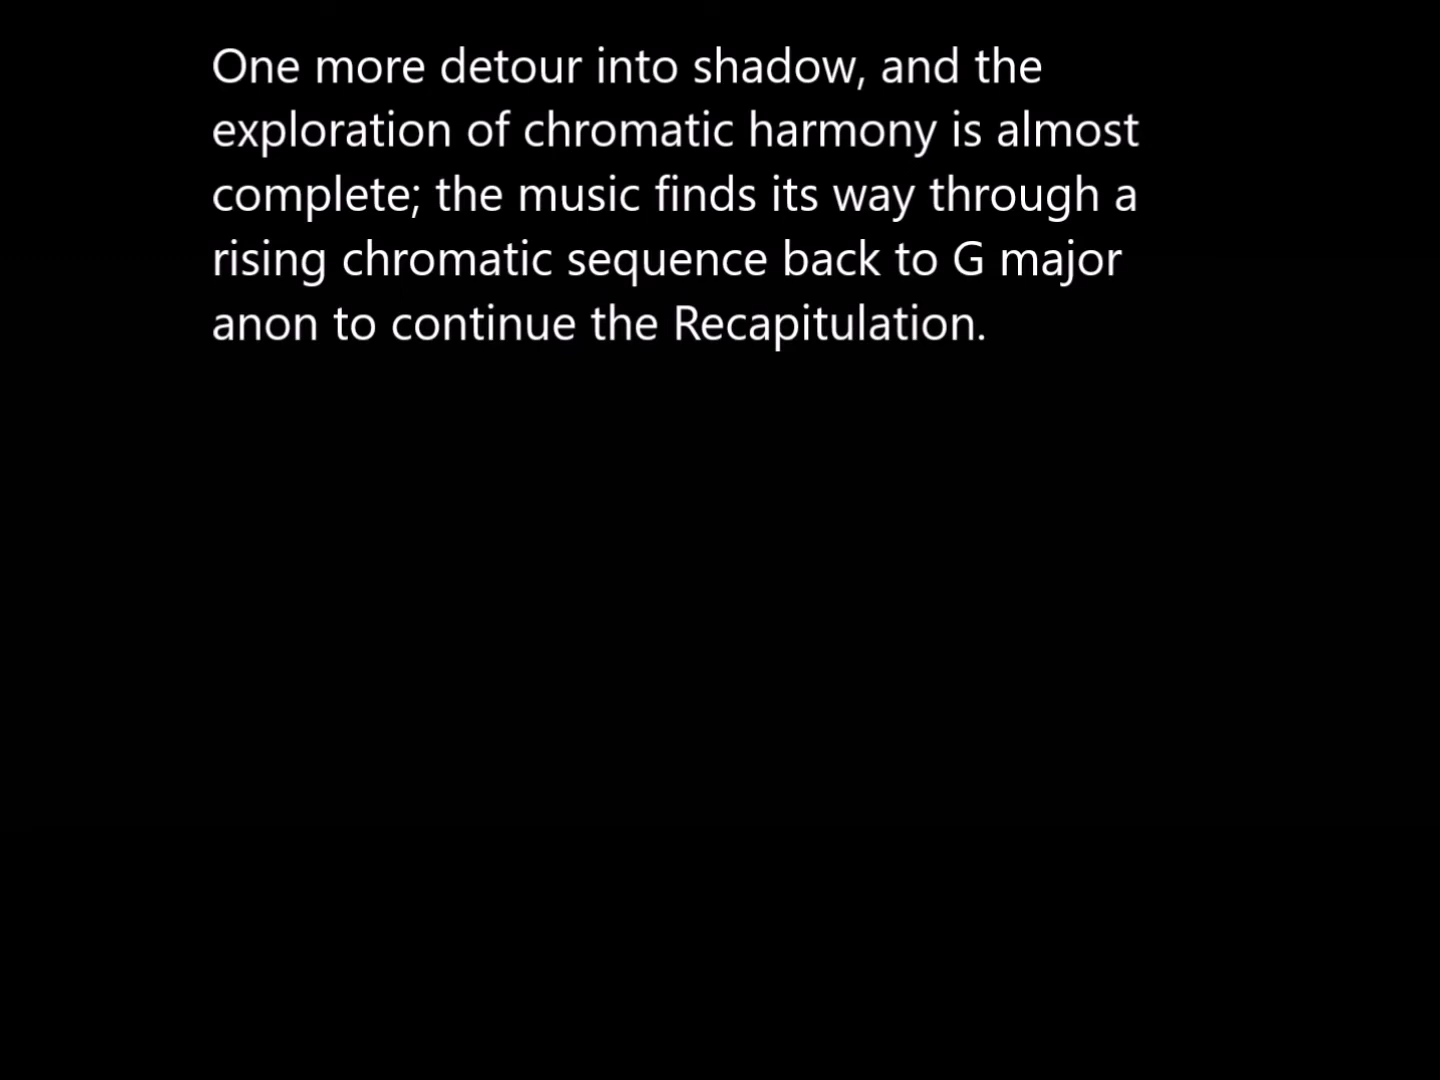 One more detour into shadow, and the
exploration of chromatic harmony is almost
complete; the music finds its way through a
rising chromatic sequence back to G major
anon to continue the Recapitulation.